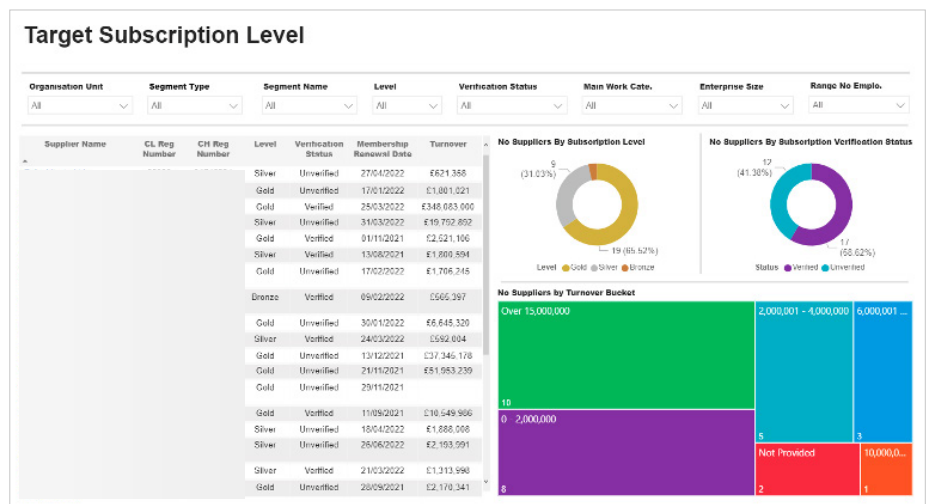 Target Subscription Level
Organisation Unit Segment Type Segment Name Level Verification Status Main Work Cate. Enterprise Size Range No Emplo.
All All All All All All All All
Supplier Name CL Reg Number CH Reg Number Level Verification Status Membership Renewal Date Turnover
Silver Unverified 27/04/2022 £621,358
Gold Unverified 17/01/2022 £1,801,021
Gold Verified 25/03/2022 £348,083,000
Silver Unverified 31/03/2022 £19,792,892
Gold Verified 01/11/2021 £2,521,106
Silver Verified 13/08/2021 £1,800,594
Gold Unverified 17/02/2022 £1,706,245
Bronze Verified 09/02/2022 £565,397
Gold Unverified 30/01/2022 £6,645,320
Silver Verified 24/03/2022 £592,004
Gold Unverified 13/12/2021 £37,345,178
Gold Unverified 21/11/2021 £51,953,239
Gold Unverified 29/11/2021
Gold Verified 11/09/2021 £10,549,986
Silver Unverified 18/04/2022 £1,888,008
Silver Unverified 26/06/2022 £2,193,991
Silver Verified 21/03/2022 £1,313,998
Gold Unverified 28/09/2021 £2,170,341
No Suppliers By Subscription Level
9
(31.03%)
19 (65.52%)
Level Gold Silver Bronze
No Suppliers By Subscription Verification Status
12
(41.38%)
17
(58.62%)
Status Verified Unverified
No Suppliers by Turnover Bucket
Over 15,000,000
10
0 2,000,000
8
2,000,001 - 4,000,000
5
6,000,001 ...
3
Not Provided
2
10,000,0...
1